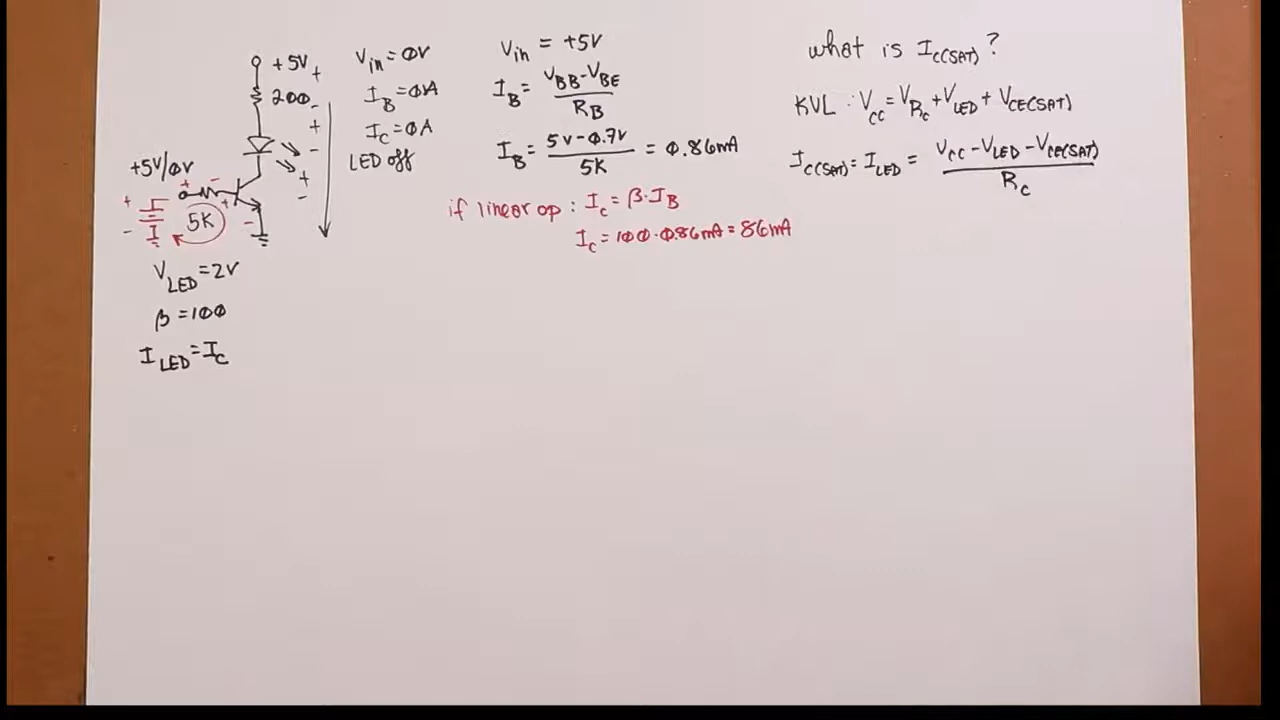 +5V
200
+5V/0V
5K
V_LED = 2V
β = 100
I_LED = I_C
V_in = 0V
I_B = 0A
I_C = 0A
LED off
V_in = +5V
I_B = (V_BB - V_BE) / R_B
I_B = (5V - 0.7V) / 5K = 0.86mA
if linear op : I_C = β · I_B
I_C = 100 · 0.86mA = 86mA
what is I_C(SAT) ?
KVL : V_CC = V_R_C + V_LED + V_CE(SAT)
I_C(SAT) = I_LED = (V_CC - V_LED - V_CE(SAT)) / R_C